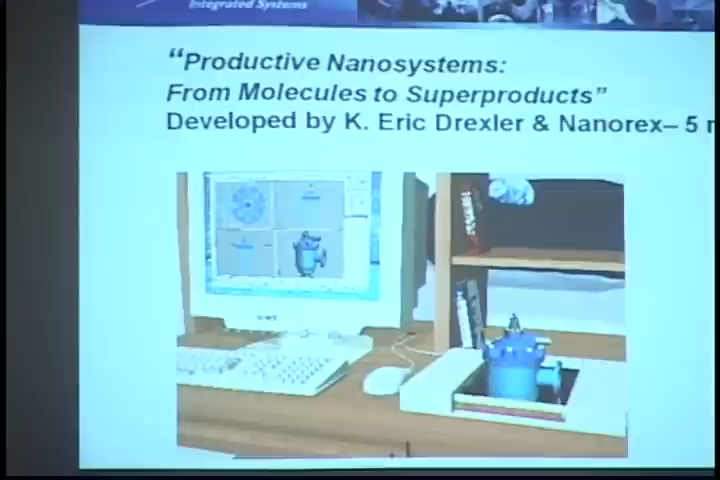 Integrated Systems
“Productive Nanosystems:
From Molecules to Superproducts”
Developed by K. Eric Drexler & Nanorex– 5